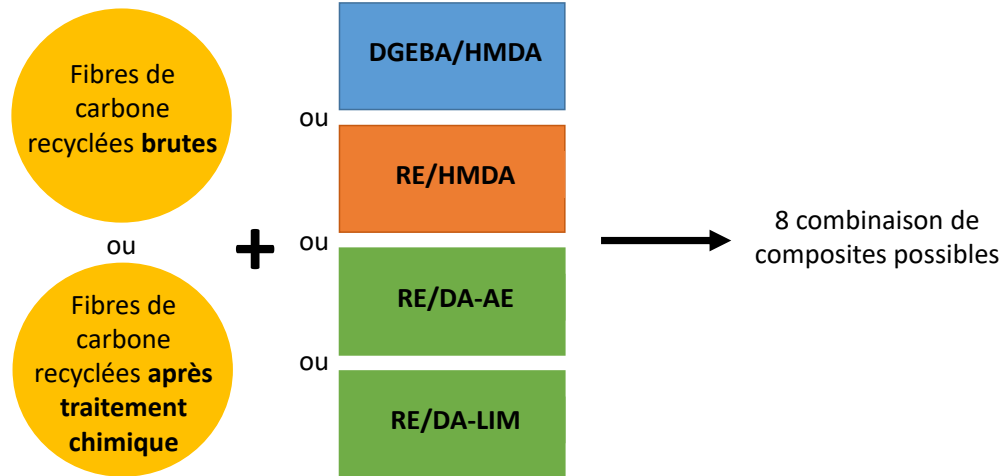 Fibres de
carbone
recyclées brutes
ou
Fibres de
carbone
recyclées après
traitement
chimique
+
DGEBA/HMDA
ou
RE/HMDA
ou
RE/DA-AE
ou
RE/DA-LIM
8 combinaison de
composites possibles